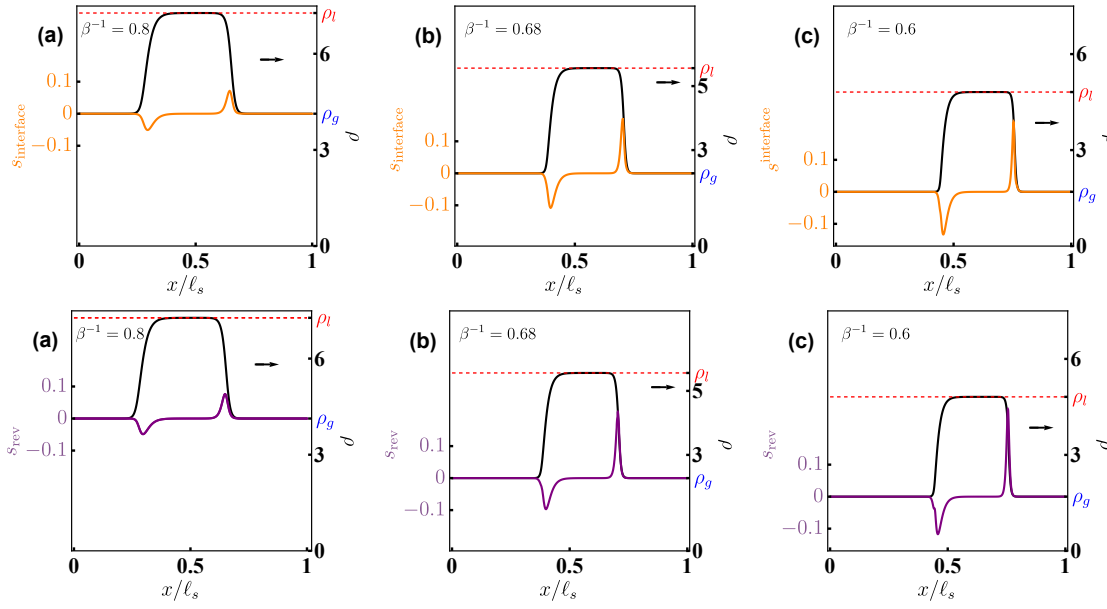 (a)
β⁻¹ = 0.8
s_interface
0.1
0
−0.1
ρ_l
6
ρ_g
3
0
ρ
0
0.5
1
x/ℓ_s
(b)
β⁻¹ = 0.68
s_interface
0.1
0
−0.1
ρ_l
5
3
ρ_g
0
ρ
0
0.5
1
x/ℓ_s
(c)
β⁻¹ = 0.6
s^interface
0.1
0
−0.1
6
ρ_l
3
ρ_g
0
ρ
0
0.5
1
x/ℓ_s
(a)
β⁻¹ = 0.8
s_rev
0.1
0
−0.1
ρ_l
6
ρ_g
3
0
ρ
0
0.5
1
x/ℓ_s
(b)
β⁻¹ = 0.68
s_rev
0.1
0
−0.1
ρ_l
5
3
ρ_g
0
ρ
0
0.5
1
x/ℓ_s
(c)
β⁻¹ = 0.6
s_rev
0.1
0
−0.1
6
ρ_l
3
ρ_g
0
ρ
0
0.5
1
x/ℓ_s